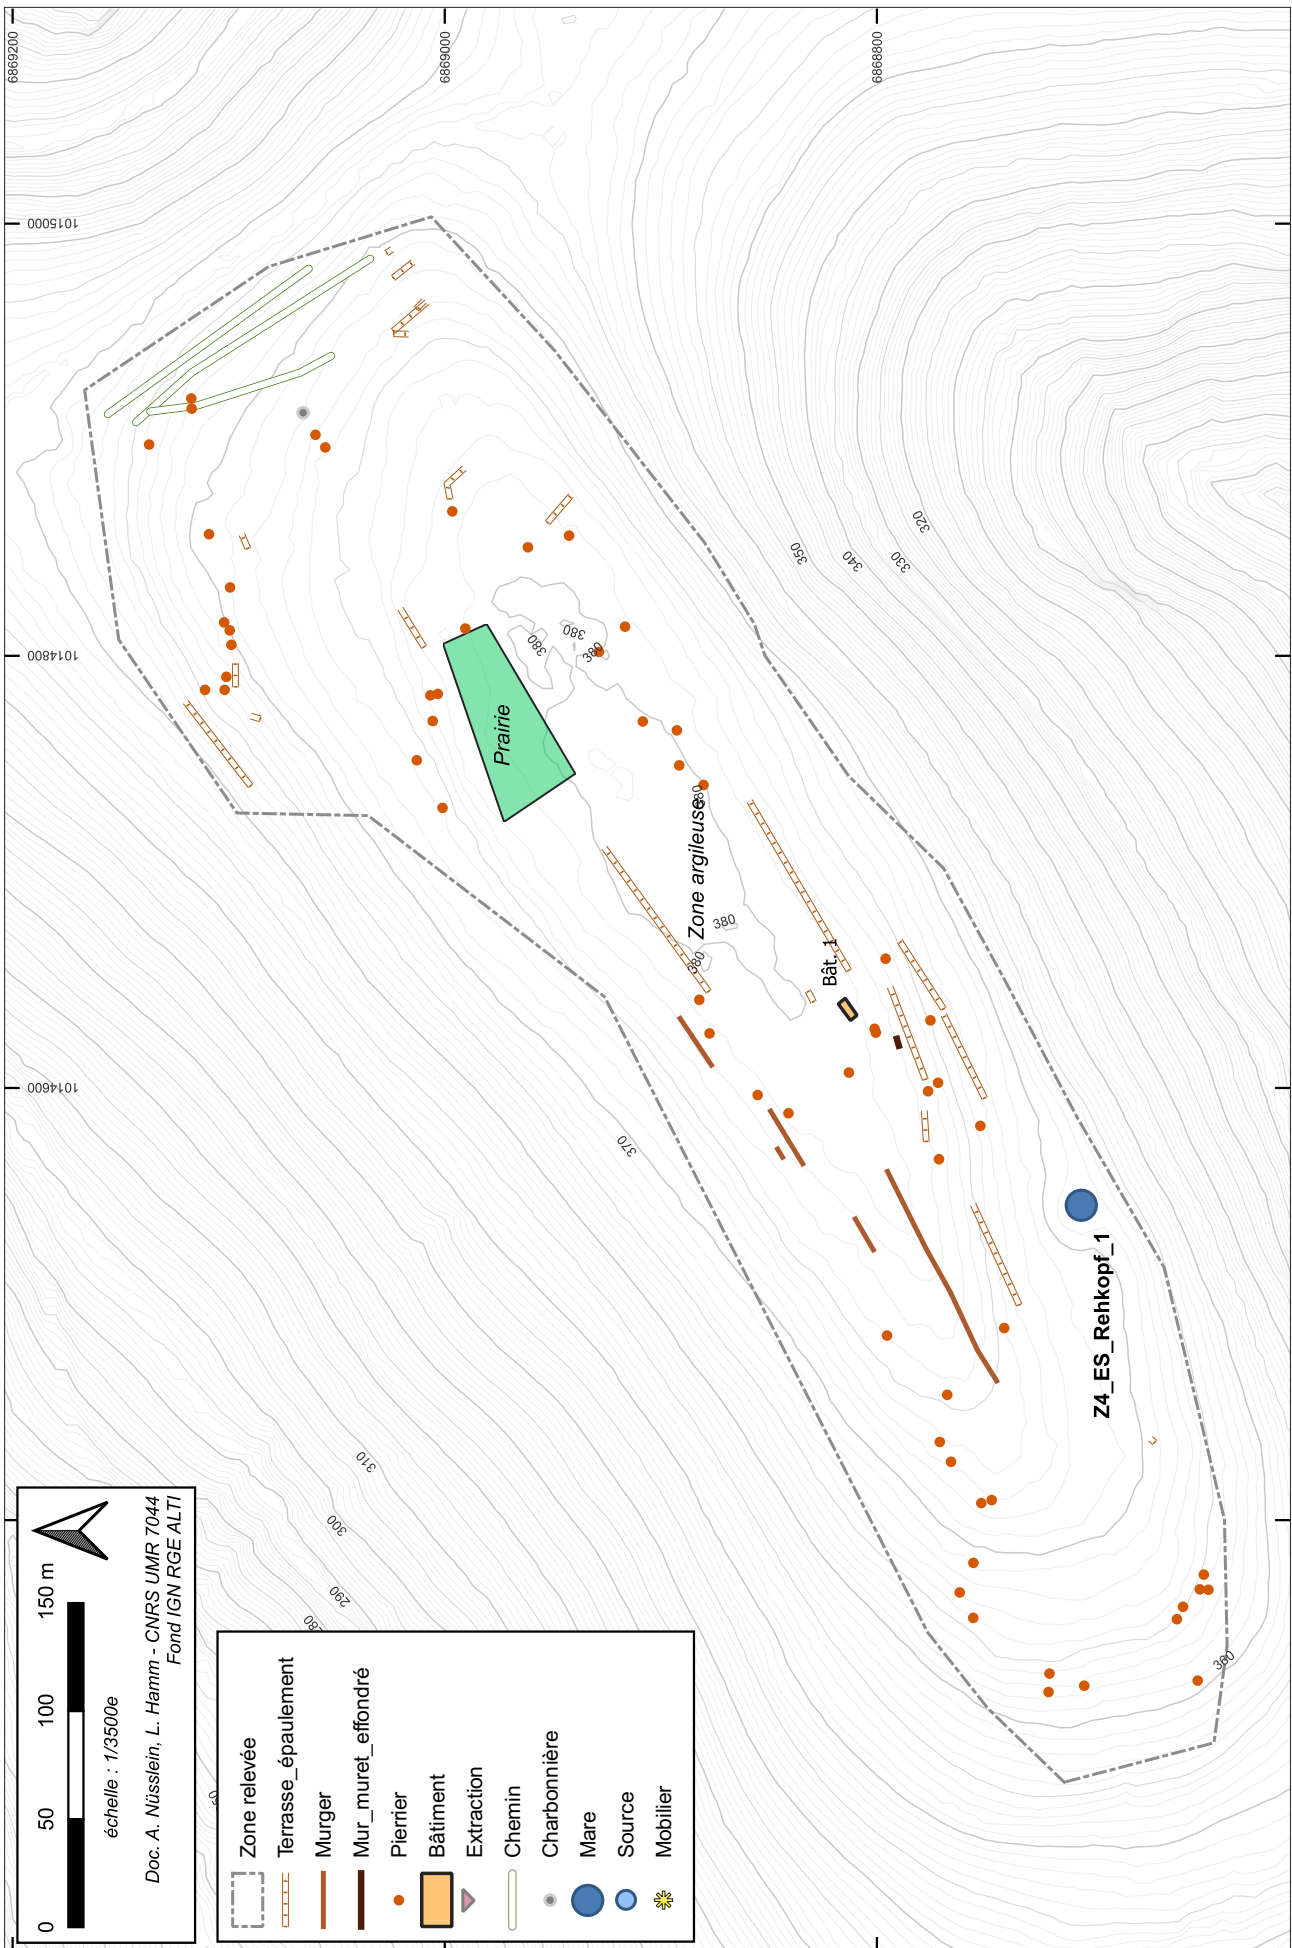 6869200
6869000
6868800
1015000
1014800
1014600
350
340
330
320
380
380
380
380
380
380
370
310
300
290
280
360
Prairie
Zone argileuse
Bât. 1
Z4_ES_Rehkopf_1
0
50
100
150 m
échelle : 1/3500e
Doc. A. Nüsslein, L. Hamm - CNRS UMR 7044
Fond IGN RGE ALTI
Zone relevée
Terrasse_épaulement
Murger
Mur_muret_effondré
Pierrier
Bâtiment
Extraction
Chemin
Charbonnière
Mare
Source
Mobilier